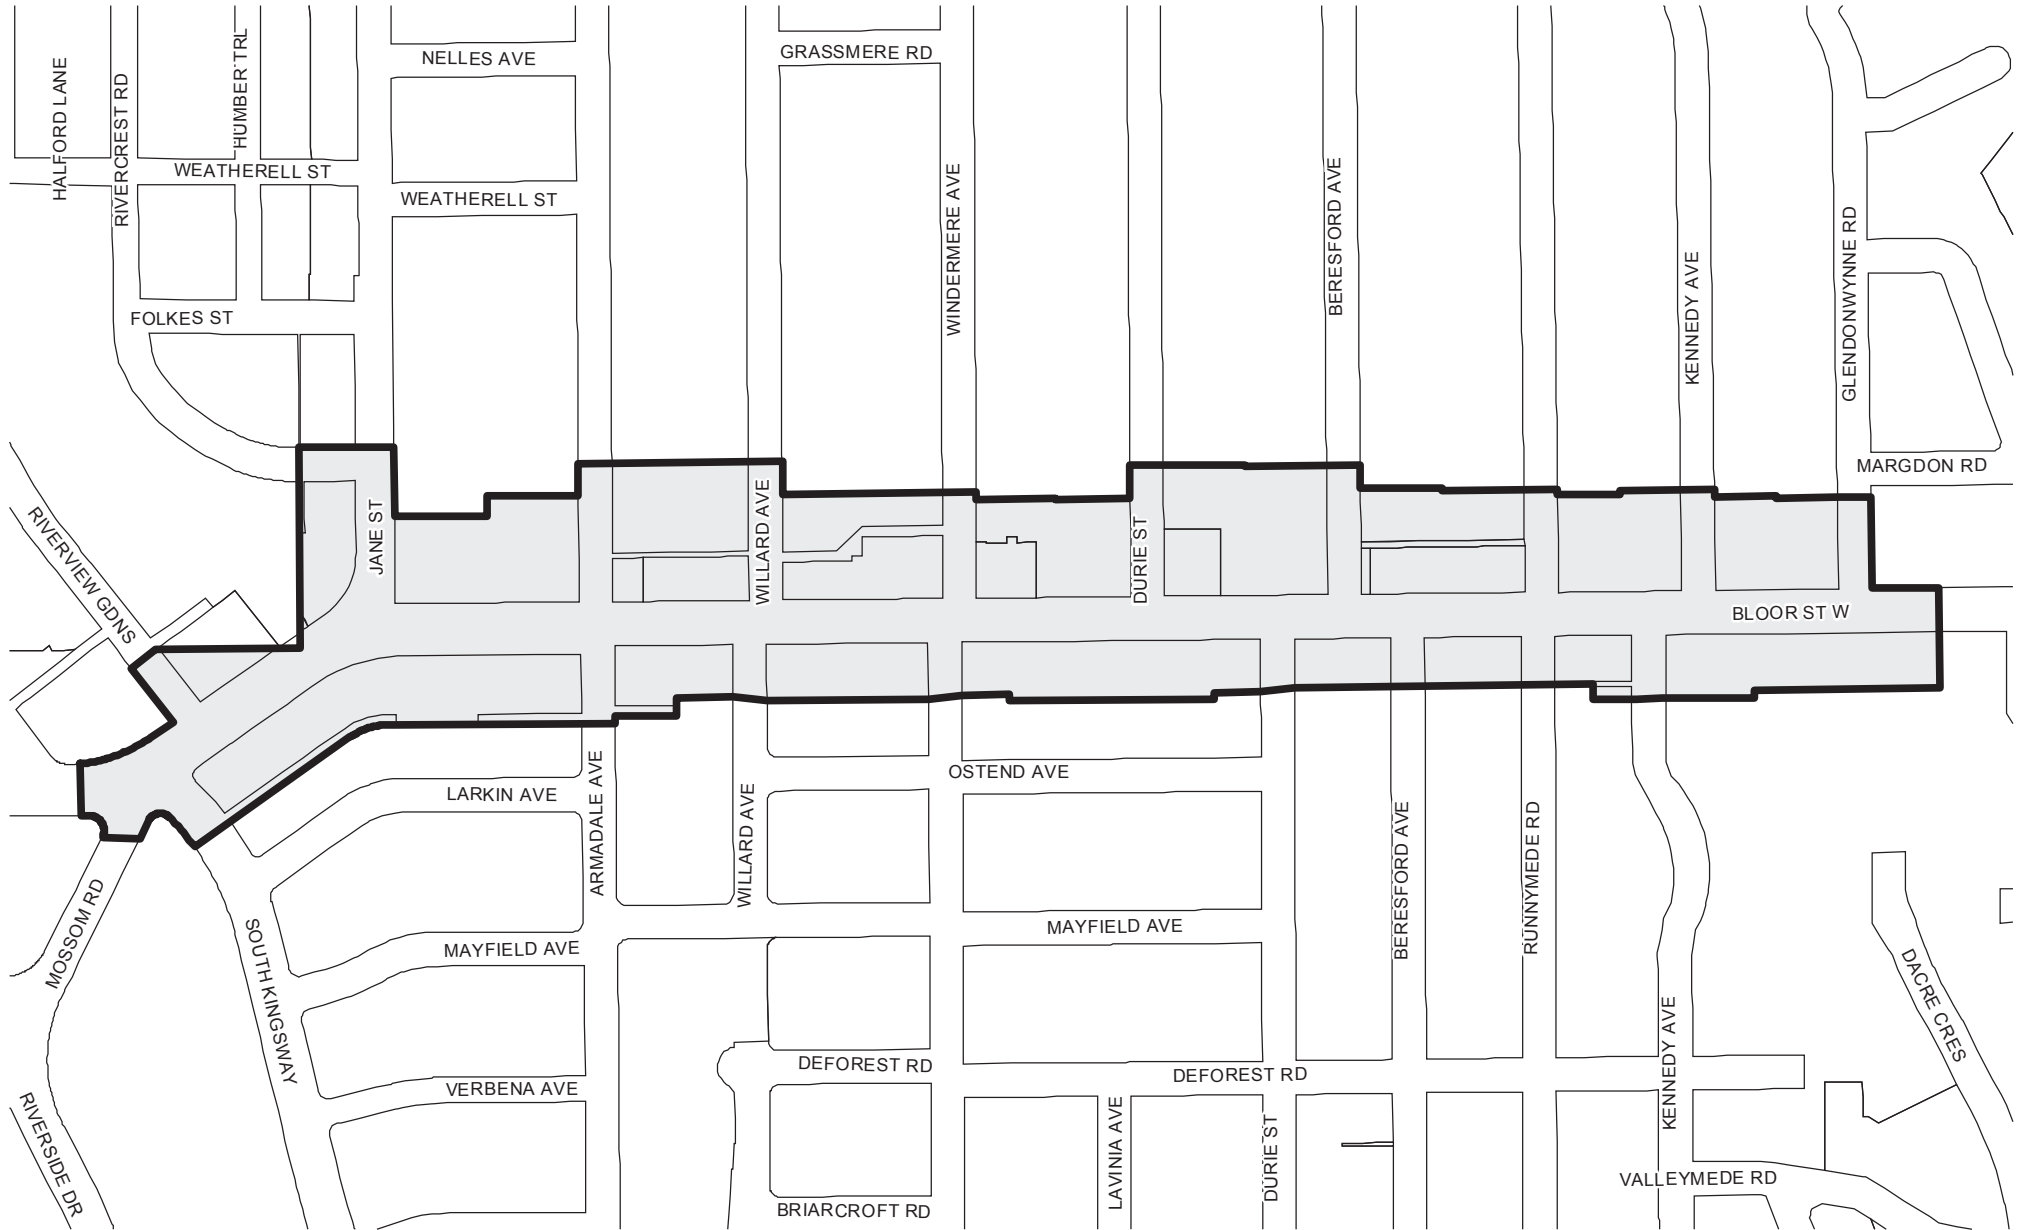 NELLES AVE
GRASSMERE RD
HALFORD LANE
RIVERCREST RD
HUMBER TRL
WEATHERELL ST
WEATHERELL ST
WINDERMERE AVE
BERESFORD AVE
KENNEDY AVE
GLENDONWYNNE RD
FOLKES ST
MARGDON RD
RIVERVIEW GDNS
JANE ST
WILLARD AVE
DURIE ST
BLOOR ST W
OSTEND AVE
LARKIN AVE
ARMADALE AVE
WILLARD AVE
BERESFORD AVE
RUNNYMEDE RD
MOSSOM RD
SOUTH KINGSWAY
MAYFIELD AVE
MAYFIELD AVE
DACRE CRES
KENNEDY AVE
DEFOREST RD
DEFOREST RD
VERBENA AVE
RIVERSIDE DR
LAVINIA AVE
DURIE ST
VALLEYMEDE RD
BRIARCROFT RD